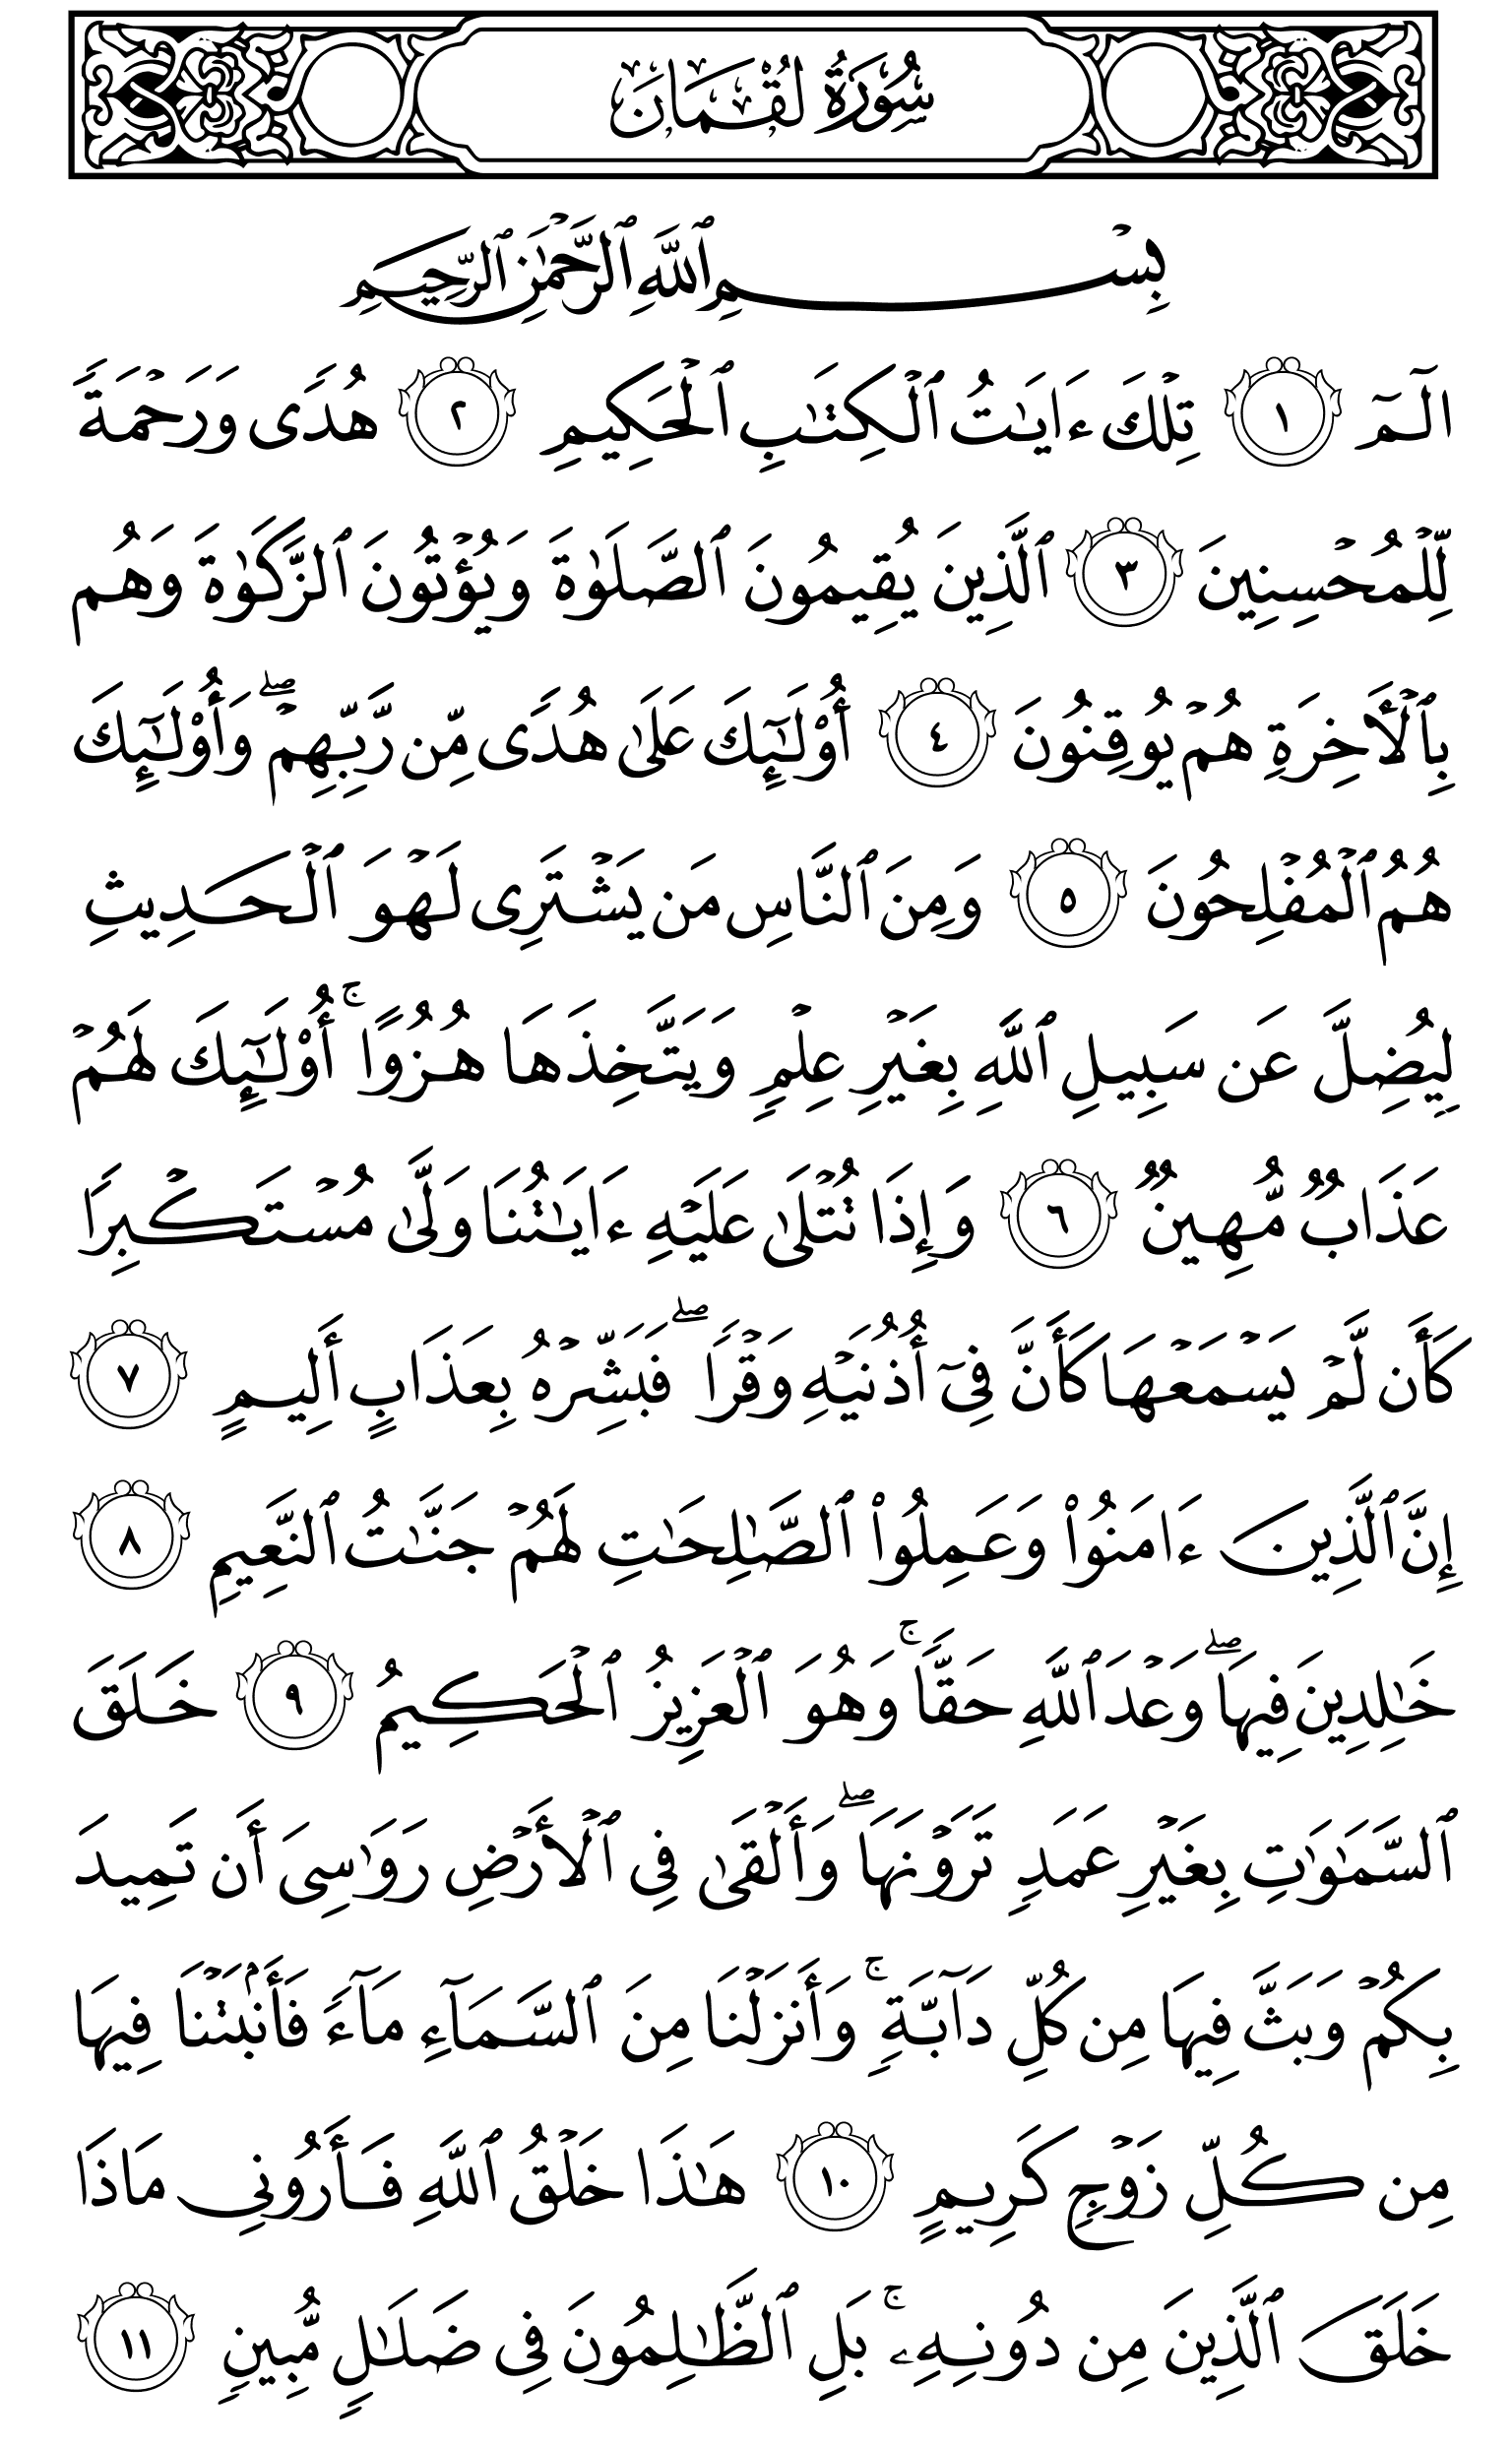 سُورَةُ لُقۡمَانَ
بِسۡمِ ٱللَّهِ ٱلرَّحۡمَٰنِ ٱلرَّحِيمِ
الٓمٓ ١ تِلۡكَ ءَايَٰتُ ٱلۡكِتَٰبِ ٱلۡحَكِيمِ ٢ هُدٗى وَرَحۡمَةٗ
لِّلۡمُحۡسِنِينَ ٣ ٱلَّذِينَ يُقِيمُونَ ٱلصَّلَوٰةَ وَيُؤۡتُونَ ٱلزَّكَوٰةَ وَهُم
بِٱلۡأٓخِرَةِ هُمۡ يُوقِنُونَ ٤ أُوْلَٰٓئِكَ عَلَىٰ هُدٗى مِّن رَّبِّهِمۡۖ وَأُوْلَٰٓئِكَ
هُمُ ٱلۡمُفۡلِحُونَ ٥ وَمِنَ ٱلنَّاسِ مَن يَشۡتَرِي لَهۡوَ ٱلۡحَدِيثِ
لِيُضِلَّ عَن سَبِيلِ ٱللَّهِ بِغَيۡرِ عِلۡمٖ وَيَتَّخِذَهَا هُزُوًاۚ أُوْلَٰٓئِكَ لَهُمۡ
عَذَابٞ مُّهِينٞ ٦ وَإِذَا تُتۡلَىٰ عَلَيۡهِ ءَايَٰتُنَا وَلَّىٰ مُسۡتَكۡبِرٗا
كَأَن لَّمۡ يَسۡمَعۡهَا كَأَنَّ فِيٓ أُذُنَيۡهِ وَقۡرٗاۖ فَبَشِّرۡهُ بِعَذَابٍ أَلِيمٍ ٧
إِنَّ ٱلَّذِينَ ءَامَنُواْ وَعَمِلُواْ ٱلصَّٰلِحَٰتِ لَهُمۡ جَنَّٰتُ ٱلنَّعِيمِ ٨
خَٰلِدِينَ فِيهَاۖ وَعۡدَ ٱللَّهِ حَقّٗاۚ وَهُوَ ٱلۡعَزِيزُ ٱلۡحَكِيمُ ٩ خَلَقَ
ٱلسَّمَٰوَٰتِ بِغَيۡرِ عَمَدٖ تَرَوۡنَهَاۖ وَأَلۡقَىٰ فِي ٱلۡأَرۡضِ رَوَٰسِيَ أَن تَمِيدَ
بِكُمۡ وَبَثَّ فِيهَا مِن كُلِّ دَآبَّةٖۚ وَأَنزَلۡنَا مِنَ ٱلسَّمَآءِ مَآءٗ فَأَنۢبَتۡنَا فِيهَا
مِن كُلِّ زَوۡجٖ كَرِيمٍ ١٠ هَٰذَا خَلۡقُ ٱللَّهِ فَأَرُونِي مَاذَا
خَلَقَ ٱلَّذِينَ مِن دُونِهِۦۚ بَلِ ٱلظَّٰلِمُونَ فِي ضَلَٰلٖ مُّبِينٖ ١١